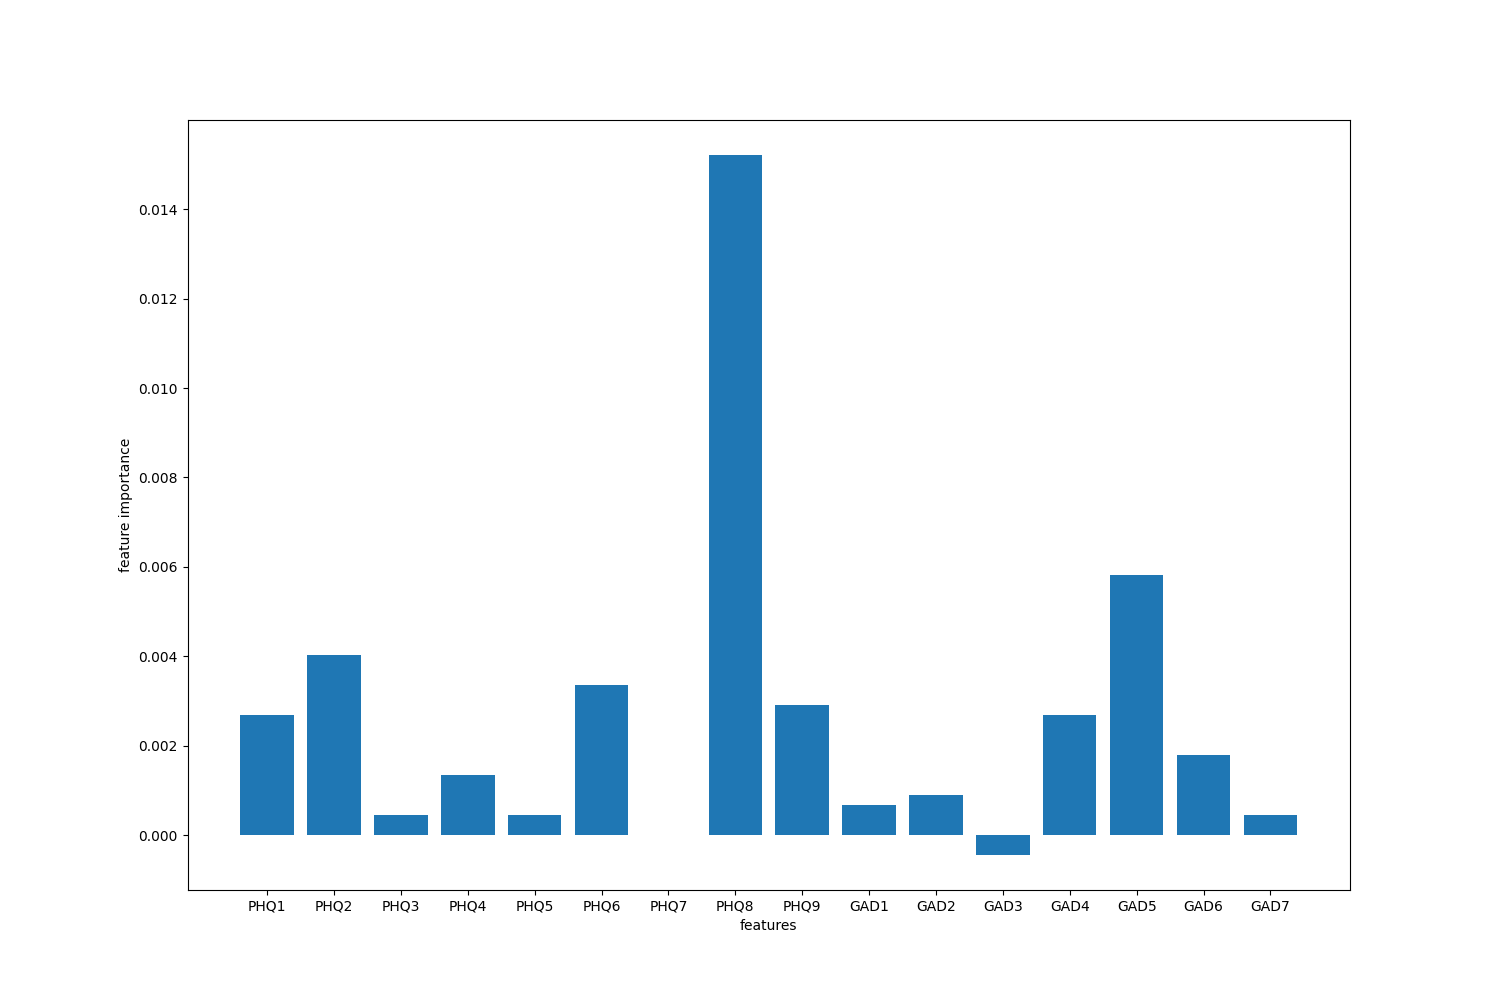 feature importance
0.014
0.012
0.010
0.008
0.006
0.004
0.002
0.000
PHQ1 PHQ2 PHQ3 PHQ4 PHQ5 PHQ6 PHQ7 PHQ8 PHQ9 GAD1 GAD2 GAD3 GAD4 GAD5 GAD6 GAD7
features